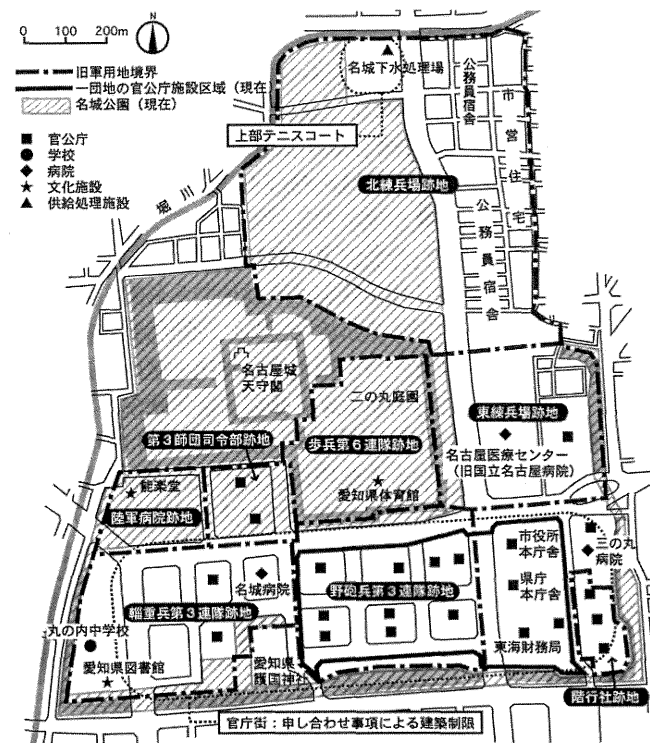 N
0 100 200m
旧軍用地境界
一団地の官公庁施設区域（現在）
名城公園（現在）
官公庁
学校
病院
文化施設
供給処理施設
名城下水処理場
上部テニスコート
公務員宿舎
市営住宅
堀川
北練兵場跡地
公務員宿舎
名古屋城
天守閣
二の丸庭園
東練兵場跡地
第3師団司令部跡地
歩兵第6連隊跡地
名古屋医療センター
（旧国立名古屋病院）
能楽堂
愛知県体育館
陸軍病院跡地
市役所
本庁舎
三の丸
病院
名城病院
野砲兵第3連隊跡地
県庁
本庁舎
輜重兵第3連隊跡地
丸の内中学校
愛知県図書館
愛知県
護国神社
東海財務局
階行社跡地
官庁街：申し合わせ事項による建築制限